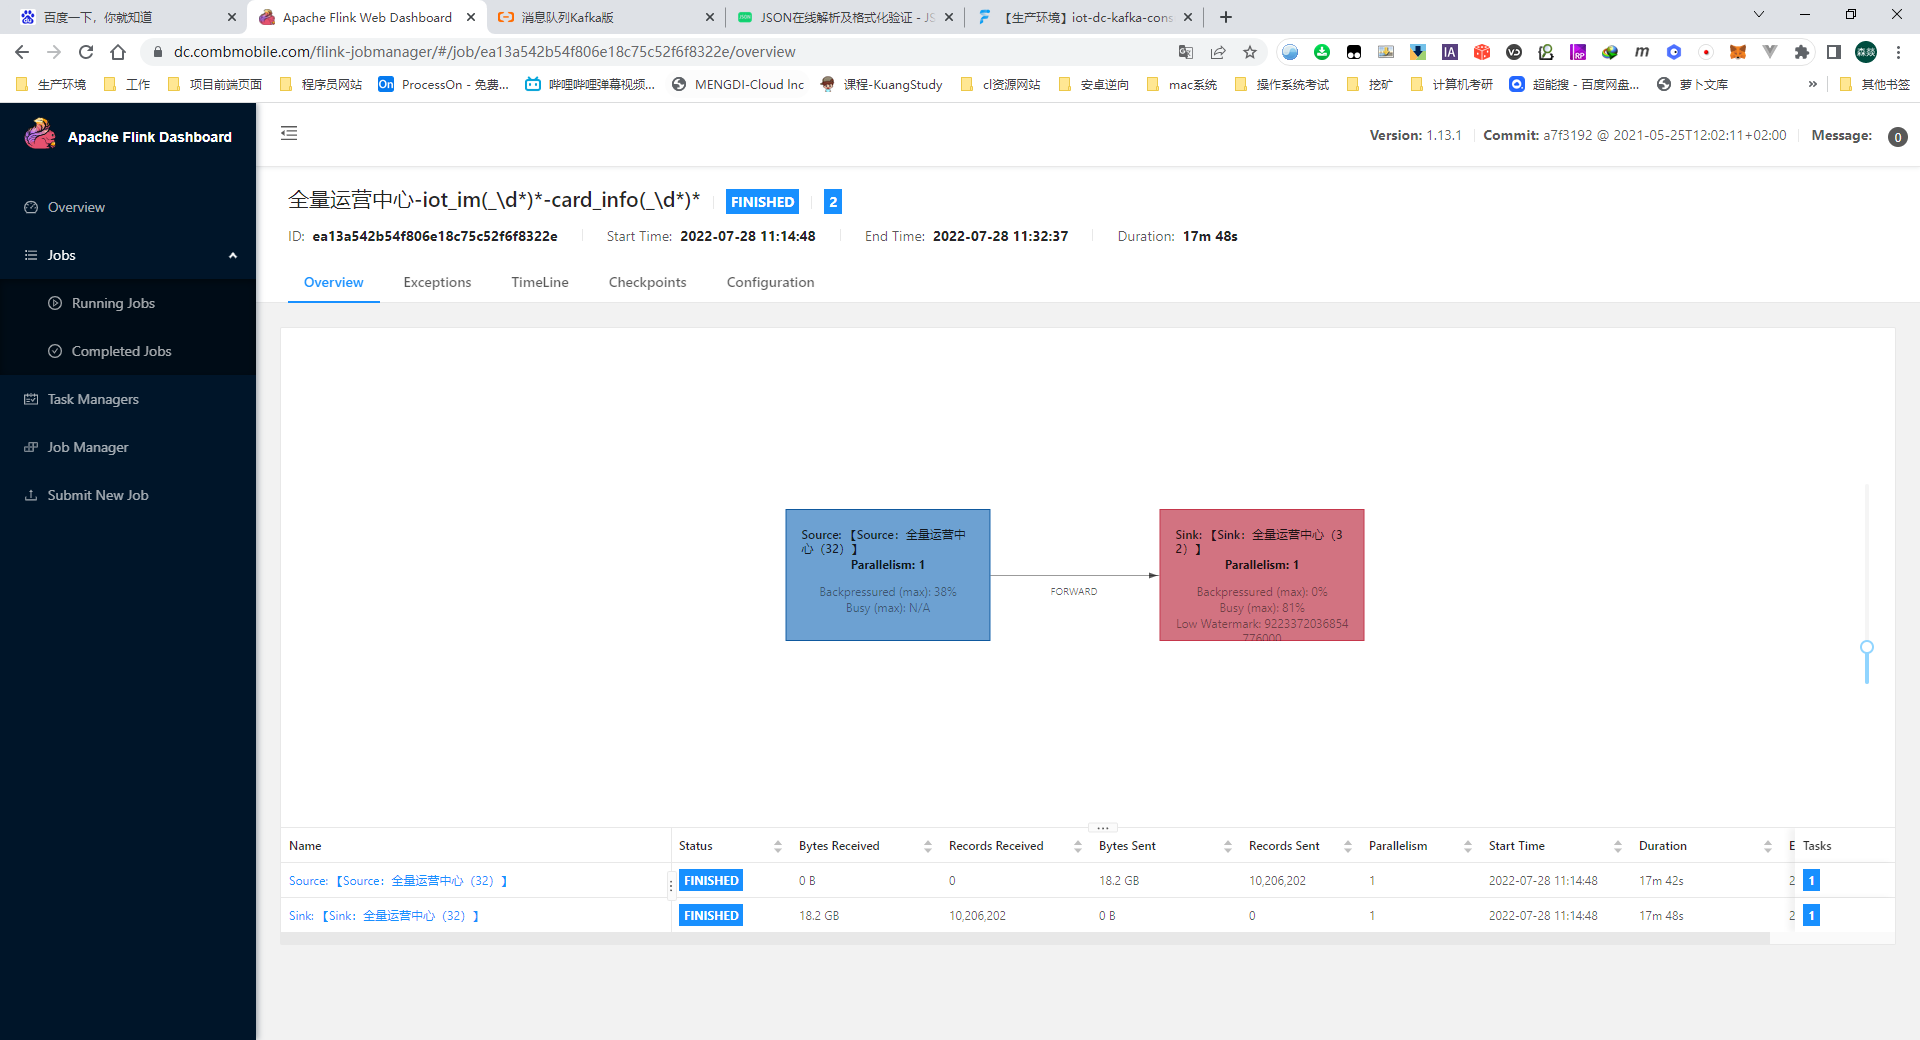 百度一下，你就知道
Apache Flink Web Dashboard
消息队列Kafka版
JSON在线解析及格式化验证 - JS
【生产环境】iot-dc-kafka-cons
dc.combmobile.com/flink-jobmanager/#/job/ea13a542b54f806e18c75c52f6f8322e/overview
生产环境
工作
项目前端页面
程序员网站
On ProcessOn - 免费...
哔哩哔哩弹幕视频...
MENGDI-Cloud Inc
课程-KuangStudy
cl资源网站
安卓逆向
mac系统
操作系统考试
挖矿
计算机考研
超能搜 - 百度网盘...
萝卜文库
»
其他书签
Apache Flink Dashboard
Version: 1.13.1 Commit: a7f3192 @ 2021-05-25T12:02:11+02:00 Message: 0
Overview
Jobs
Running Jobs
Completed Jobs
Task Managers
Job Manager
Submit New Job
全量运营中心-iot_im(_\d*)*-card_info(_\d*)* FINISHED 2
ID: ea13a542b54f806e18c75c52f6f8322e Start Time: 2022-07-28 11:14:48 End Time: 2022-07-28 11:32:37 Duration: 17m 48s
Overview Exceptions TimeLine Checkpoints Configuration
Source: 【Source：全量运营中
心（32）】
Parallelism: 1
Backpressured (max): 38%
Busy (max): N/A
FORWARD
Sink: 【Sink：全量运营中心（3
2）】
Parallelism: 1
Backpressured (max): 0%
Busy (max): 81%
Low Watermark: 9223372036854
776000
Name Status Bytes Received Records Received Bytes Sent Records Sent Parallelism Start Time Duration E Tasks
Source: 【Source：全量运营中心（32）】 FINISHED 0 B 0 18.2 GB 10,206,202 1 2022-07-28 11:14:48 17m 42s 2 1
Sink: 【Sink：全量运营中心（32）】 FINISHED 18.2 GB 10,206,202 0 B 0 1 2022-07-28 11:14:48 17m 48s 2 1